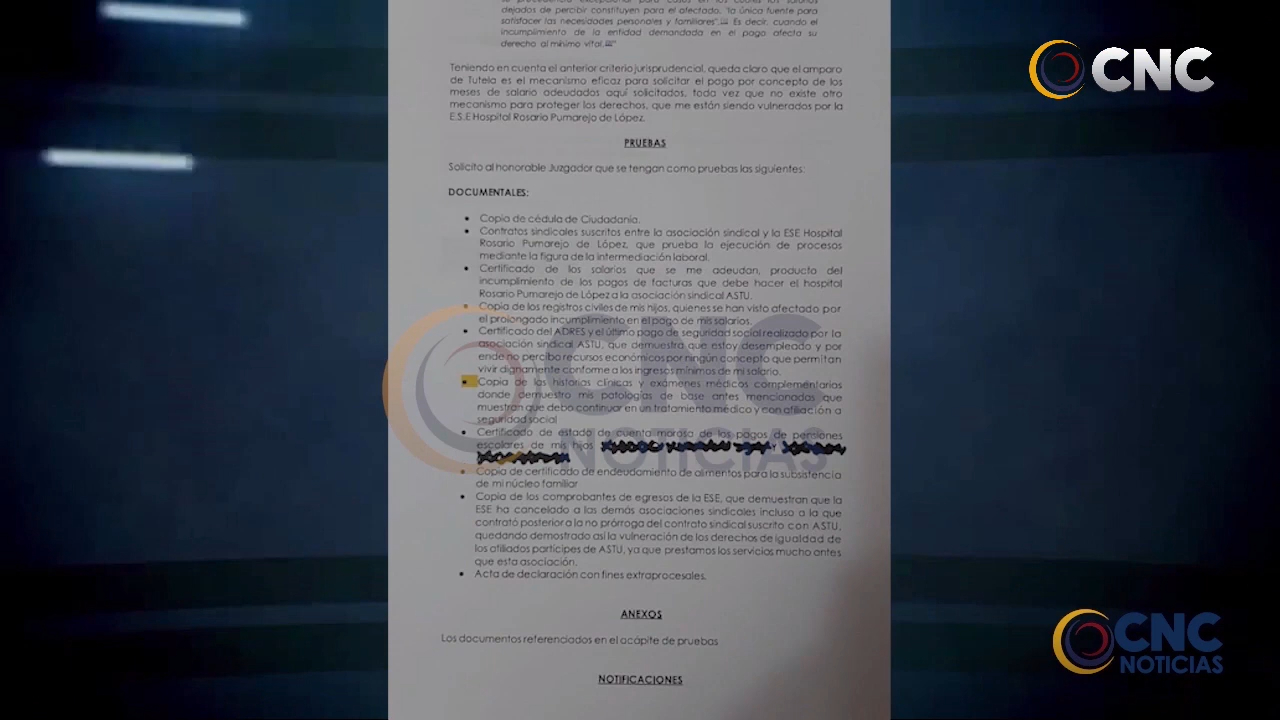 su procedencia excepcional para casos en los cuales los salarios
dejados de percibir constituyen para el afectado, "la única fuente para
satisfacer las necesidades personales y familiares". Es decir, cuando el
incumplimiento de la entidad demandada en el pago afecta su
derecho al mínimo vital."
CNC
Teniendo en cuenta el anterior criterio jurisprudencial, queda claro que el amparo
de Tutela es el mecanismo eficaz para solicitar el pago por concepto de los
meses de salario adeudados aquí solicitados, toda vez que no existe otro
mecanismo para proteger los derechos, que me están siendo vulnerados por la
E.S.E Hospital Rosario Pumarejo de López.
PRUEBAS
Solicito al honorable Juzgador que se tengan como pruebas las siguientes:
DOCUMENTALES:
• Copia de cédula de Ciudadanía.
• Contratos sindicales suscritos entre la asociación sindical y la ESE Hospital
Rosario Pumarejo de López, que prueba la ejecución de procesos
mediante la figura de la intermediación laboral.
• Certificado de los salarios que se me adeudan, producto del
incumplimiento de los pagos de facturas que debe hacer el hospital
Rosario Pumarejo de López a la asociación sindical ASTU.
• Copia de los registros civiles de mis hijos, quienes se han visto afectado por
el prolongado incumplimiento en el pago de mis salarios.
• Certificado del ADRES y el último pago de seguridad social realizado por la
asociación sindical ASTU, que demuestra que estoy desempleado y por
ende no percibo recursos económicos por ningún concepto que permitan
vivir dignamente conforme a los ingresos mínimos de mi salario.
• Copia de las historias clínicas y exámenes médicos complementarios
donde demuestro mis patologías de base antes mencionadas que
muestran que debo continuar en un tratamiento médico y con afiliación a
seguridad social
• Certificado de estado de cuenta morosa de los pagos de pensiones
escolares de mis hijos y
• Copia de certificado de endeudamiento de alimentos para la subsistencia
de mi núcleo familiar
• Copia de los comprobantes de egresos de la ESE, que demuestran que la
ESE ha cancelado a las demás asociaciones sindicales incluso a la que
contrató posterior a la no prórroga del contrato sindical suscrito con ASTU,
quedando demostrado así la vulneración de los derechos de igualdad de
los afiliados partícipes de ASTU, ya que prestamos los servicios mucho antes
que esta asociación.
• Acta de declaración con fines extraprocesales.
CNC
NOTICIAS
ANEXOS
Los documentos referenciados en el acápite de pruebas
NOTIFICACIONES
CNC
NOTICIAS